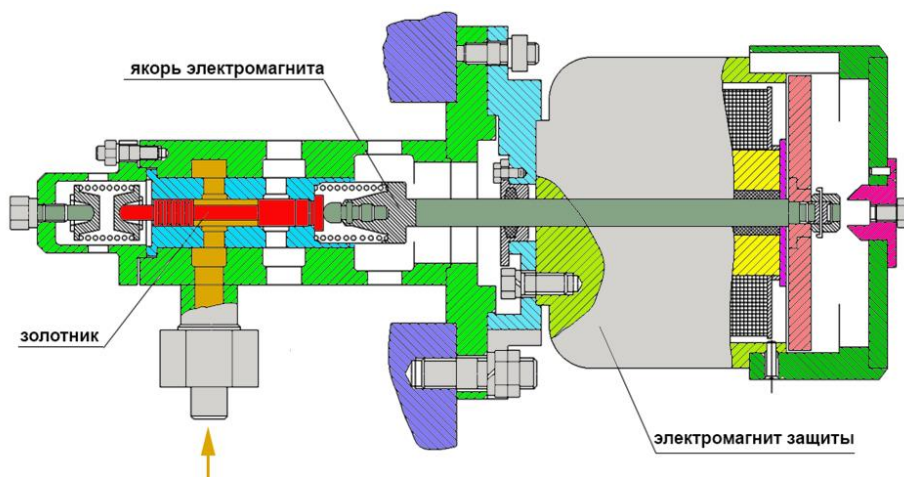 якорь электромагнита
золотник
электромагнит защиты